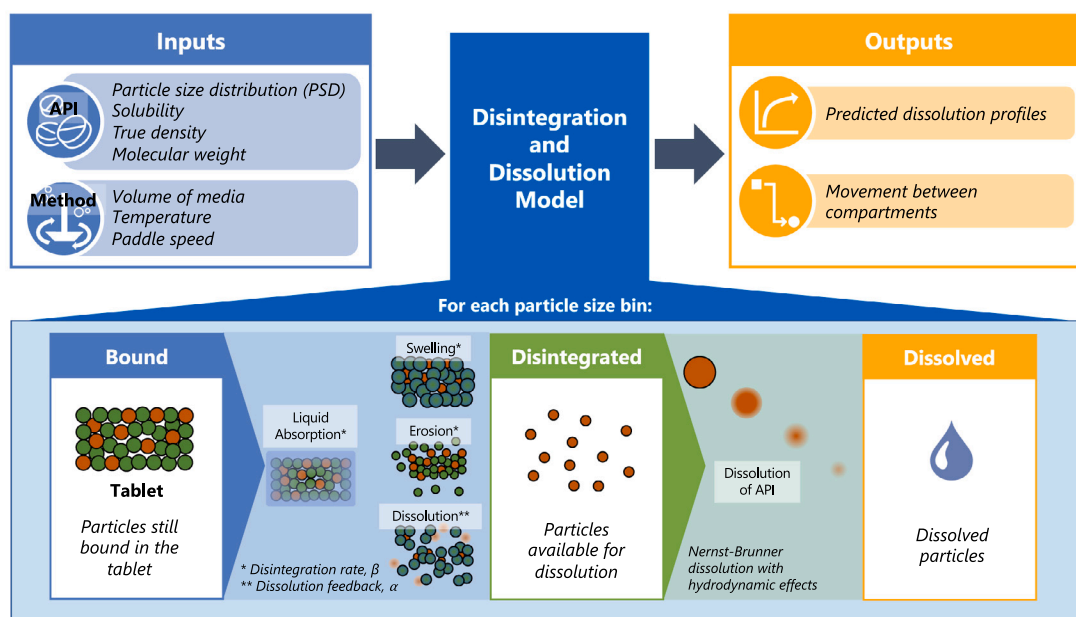 Inputs
API
Particle size distribution (PSD)
Solubility
True density
Molecular weight
Method
Volume of media
Temperature
Paddle speed
Disintegration
and
Dissolution
Model
Outputs
Predicted dissolution profiles
Movement between
compartments
For each particle size bin:
Bound
Tablet
Particles still
bound in the
tablet
Liquid
Absorption*
Swelling*
Erosion*
Dissolution**
* Disintegration rate, β
** Dissolution feedback, α
Disintegrated
Particles
available for
dissolution
Dissolution
of API
Nernst-Brunner
dissolution with
hydrodynamic effects
Dissolved
Dissolved
particles